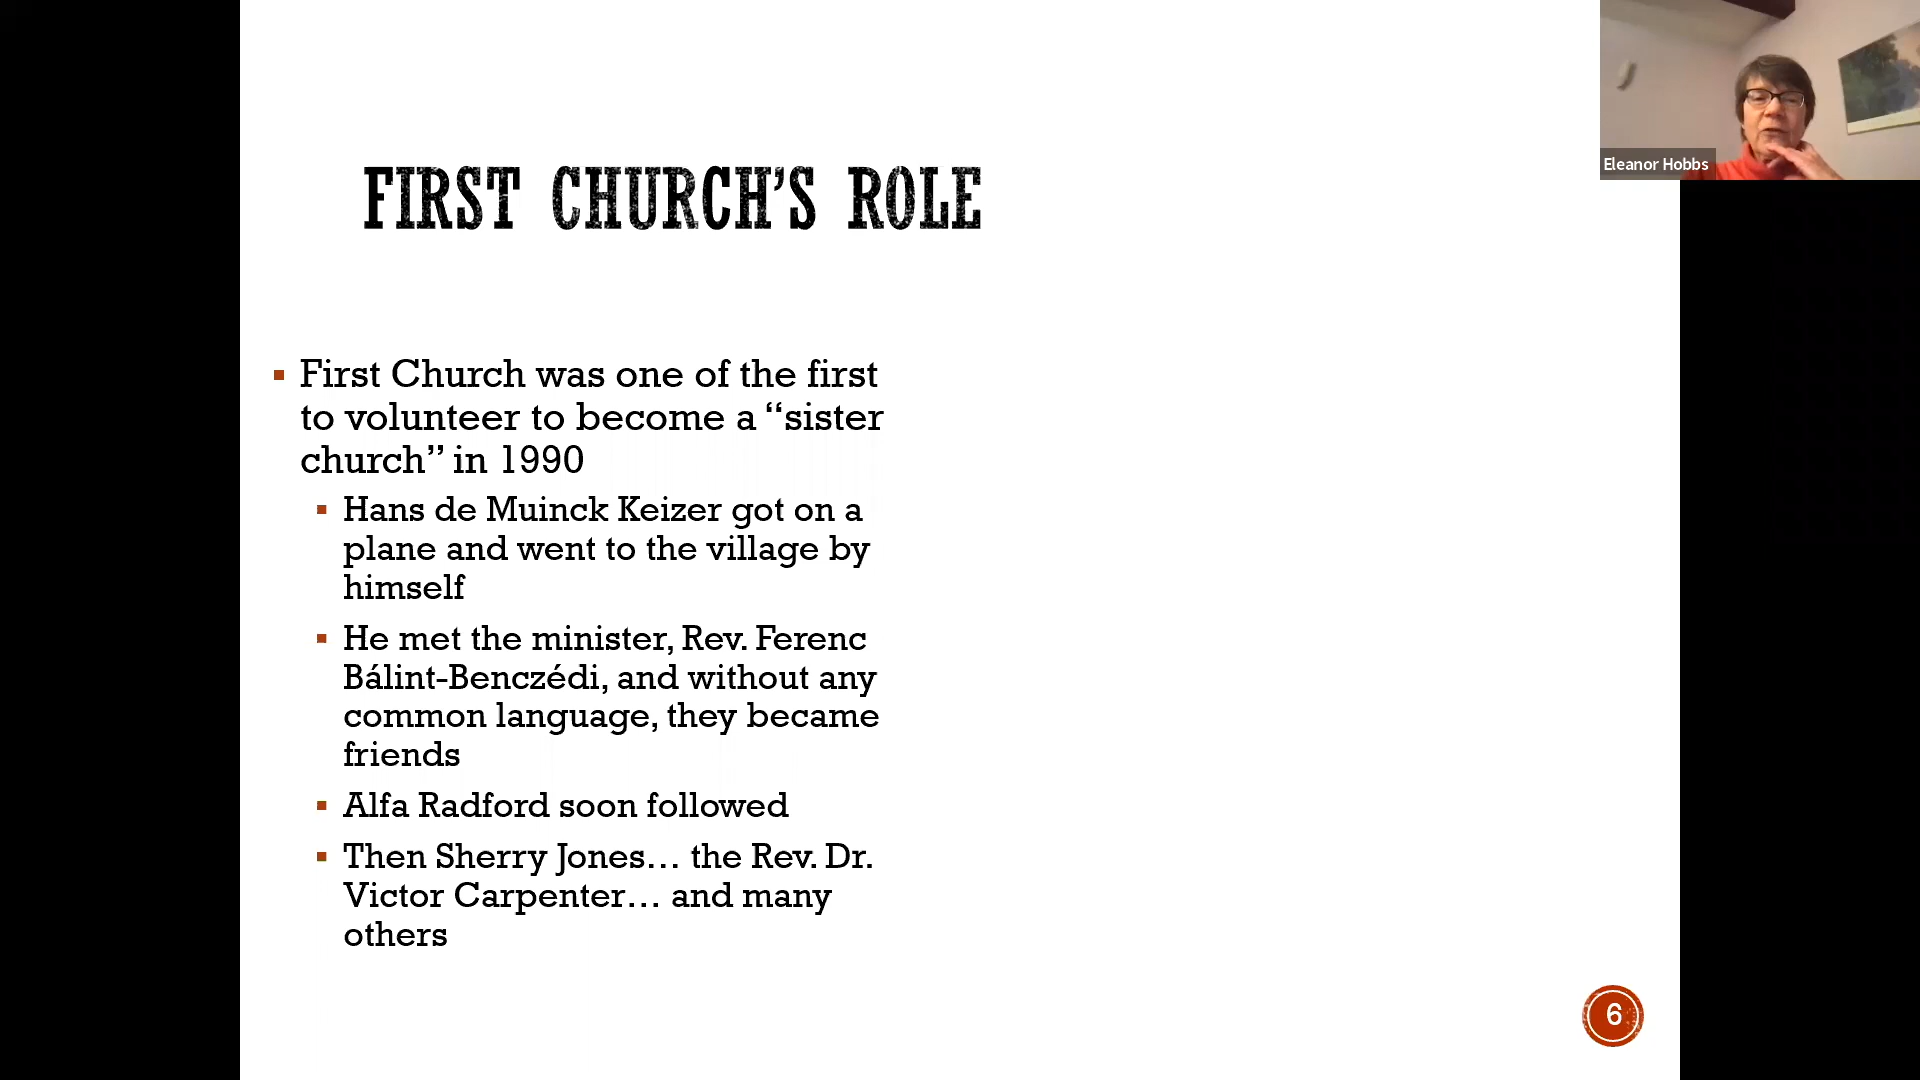 FIRST CHURCH’S ROLE
Eleanor Hobbs
▪ First Church was one of the first
to volunteer to become a “sister
church” in 1990
▪ Hans de Muinck Keizer got on a
plane and went to the village by
himself
▪ He met the minister, Rev. Ferenc
Bálint-Benczédi, and without any
common language, they became
friends
▪ Alfa Radford soon followed
▪ Then Sherry Jones… the Rev. Dr.
Victor Carpenter… and many
others
6